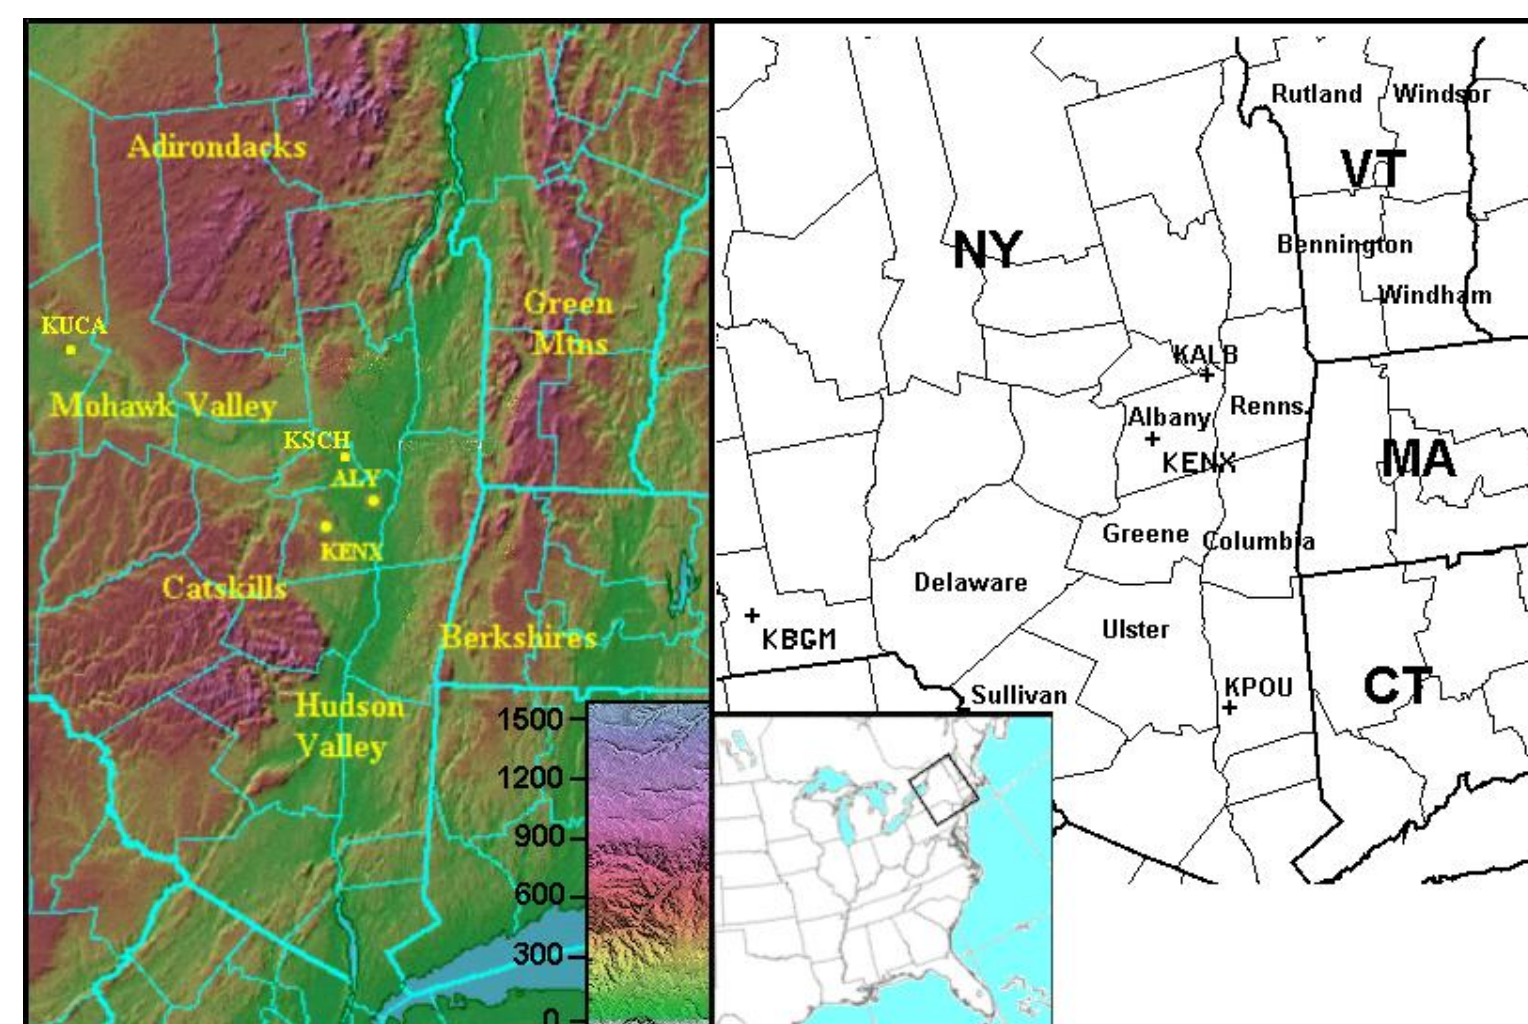 Adirondacks
KUCA
Green
Mtns
Mohawk Valley
KSCH
ALY
KENX
Catskills
Berkshires
Hudson
Valley
1500
1200
900
600
300
0
Rutland
Windsor
VT
NY
Bennington
Windham
KALB
Albany
Renns.
KENX
MA
Greene
Columbia
Delaware
KBGM
Ulster
Sullivan
KPOU
CT